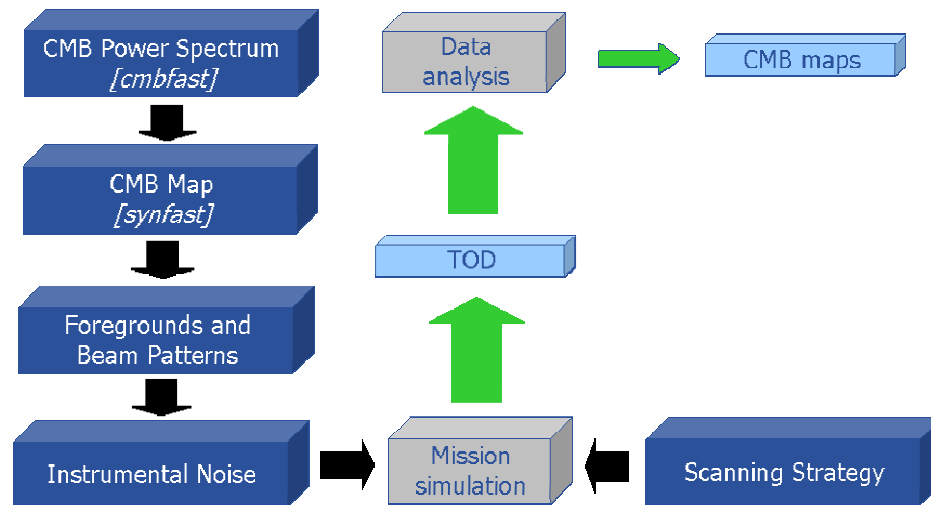 CMB Power Spectrum
[cmbfast]
CMB Map
[synfast]
Foregrounds and
Beam Patterns
Instrumental Noise
Data
analysis
CMB maps
TOD
Mission
simulation
Scanning Strategy